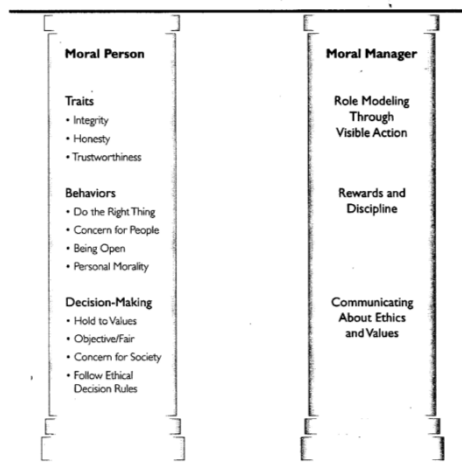 Moral Person
Traits
• Integrity
• Honesty
• Trustworthiness
Behaviors
• Do the Right Thing
• Concern for People
• Being Open
• Personal Morality
Decision-Making
• Hold to Values
• Objective/Fair
• Concern for Society
• Follow Ethical
Decision Rules
Moral Manager
Role Modeling
Through
Visible Action
Rewards and
Discipline
Communicating
About Ethics
and Values